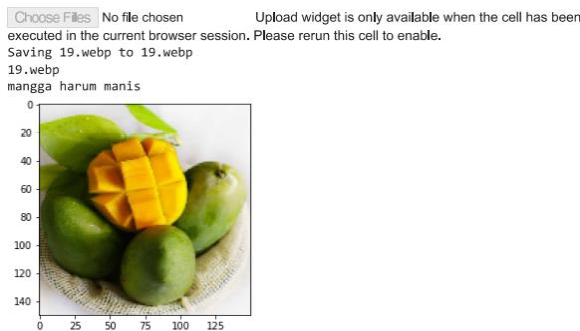 Choose Files No file chosen Upload widget is only available when the cell has been
executed in the current browser session. Please rerun this cell to enable.
Saving 19.webp to 19.webp
19.webp
mangga harum manis
0
20
40
60
80
100
120
140
0 25 50 75 100 125